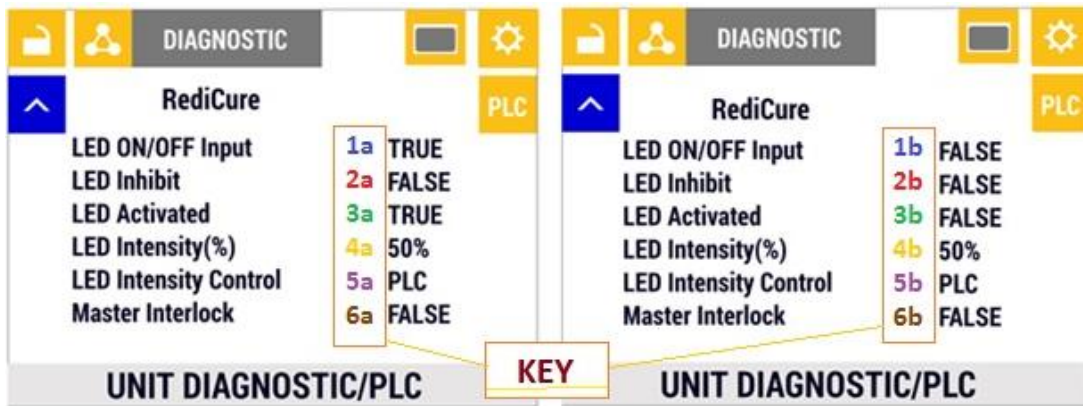 DIAGNOSTIC
PLC
RediCure
LED ON/OFF Input 1a TRUE
LED Inhibit 2a FALSE
LED Activated 3a TRUE
LED Intensity(%) 4a 50%
LED Intensity Control 5a PLC
Master Interlock 6a FALSE
UNIT DIAGNOSTIC/PLC
DIAGNOSTIC
PLC
RediCure
LED ON/OFF Input 1b FALSE
LED Inhibit 2b FALSE
LED Activated 3b FALSE
LED Intensity(%) 4b 50%
LED Intensity Control 5b PLC
Master Interlock 6b FALSE
UNIT DIAGNOSTIC/PLC
KEY